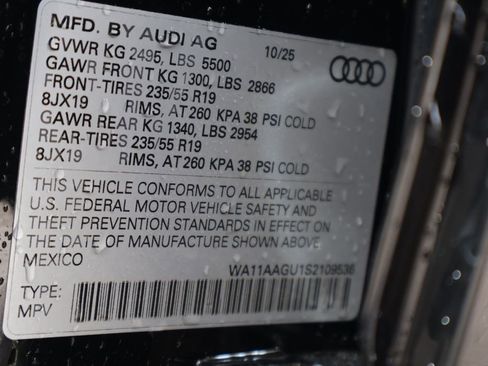 MFD. BY AUDI AG 10/25
GVWR KG 2495, LBS 5500
GAWR FRONT KG 1300, LBS 2866
FRONT-TIRES 235/55 R19
8JX19 RIMS, AT 260 KPA 38 PSI COLD
GAWR REAR KG 1340, LBS 2954
REAR-TIRES 235/55 R19
8JX19 RIMS, AT 260 KPA 38 PSI COLD
THIS VEHICLE CONFORMS TO ALL APPLICABLE
U.S. FEDERAL MOTOR VEHICLE SAFETY AND
THEFT PREVENTION STANDARDS IN EFFECT ON
THE DATE OF MANUFACTURE SHOWN ABOVE.
MEXICO WA11AAGU1S2109536
TYPE:
MPV